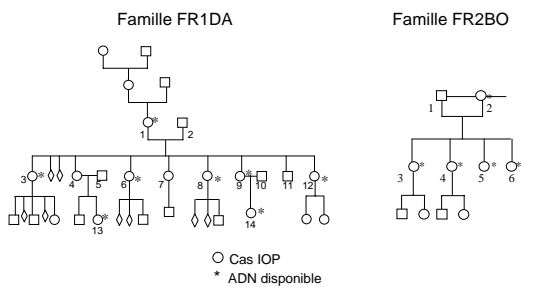 Famille FR1DA Famille FR2BO
1 * 2
1 2 *
3 * 4 5 6 * 7 8 * 9 * 10 11 12 *
3 * 4 * 5 * 6 *
13 * 14 *
Cas IOP
* ADN disponible